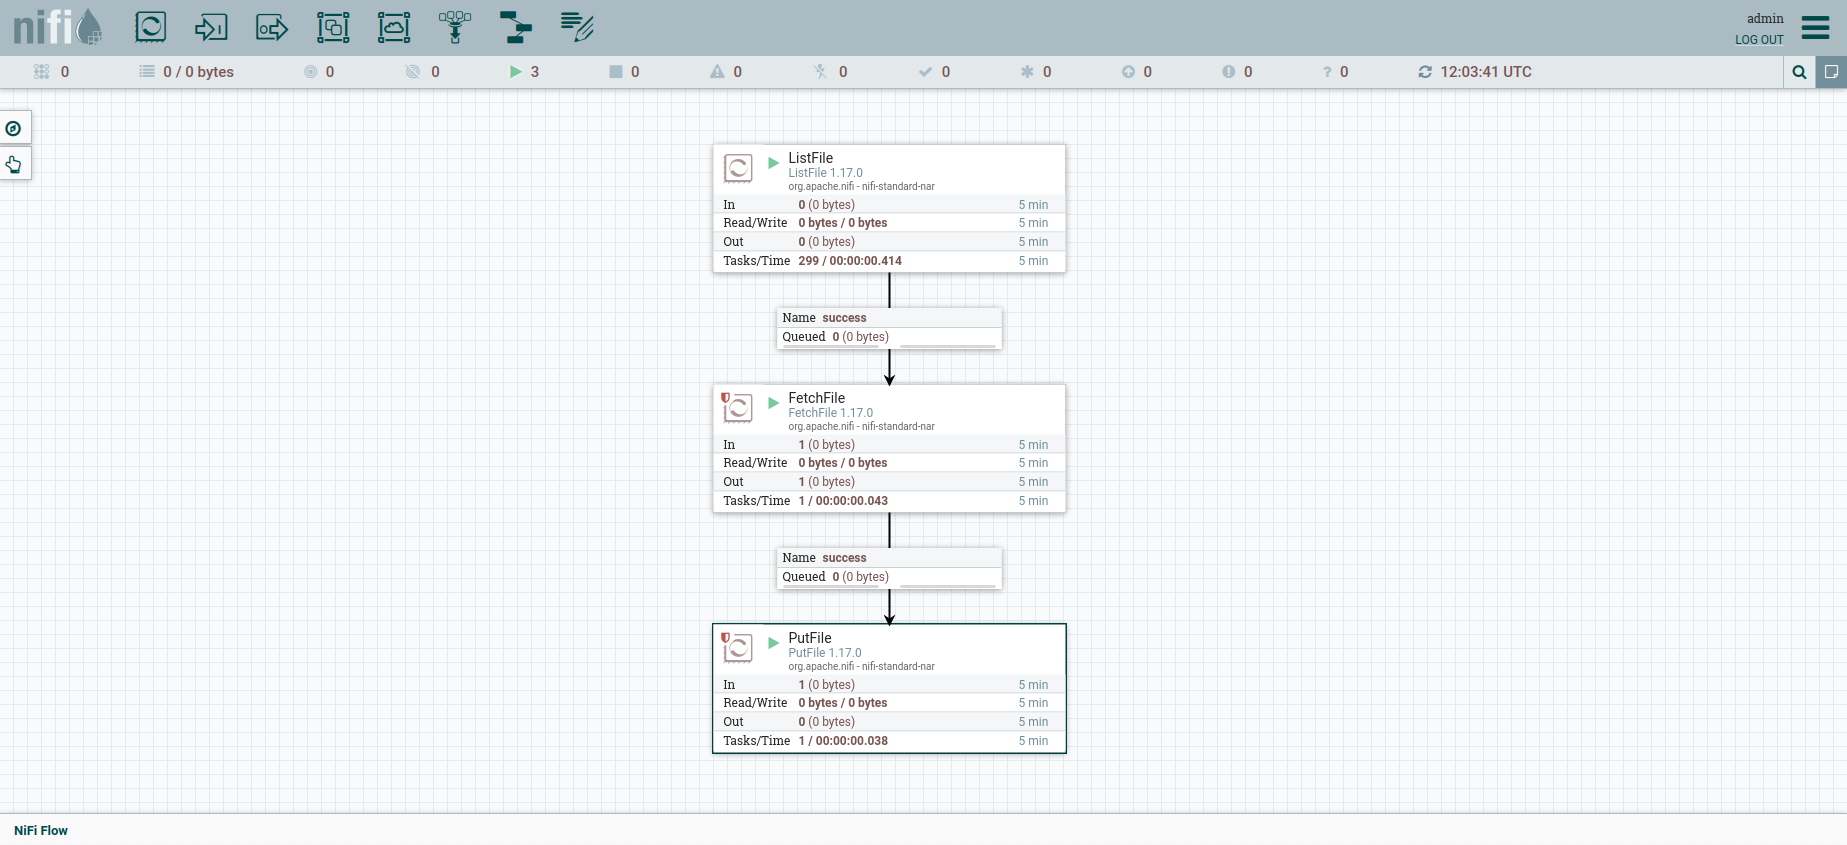 nifi
admin
LOG OUT
0 0 / 0 bytes 0 0 3 0 0 0 0 0 0 0 ? 0 12:03:41 UTC
ListFile
ListFile 1.17.0
org.apache.nifi - nifi-standard-nar
In 0 (0 bytes) 5 min
Read/Write 0 bytes / 0 bytes 5 min
Out 0 (0 bytes) 5 min
Tasks/Time 299 / 00:00:00.414 5 min
Name success
Queued 0 (0 bytes)
FetchFile
FetchFile 1.17.0
org.apache.nifi - nifi-standard-nar
In 1 (0 bytes) 5 min
Read/Write 0 bytes / 0 bytes 5 min
Out 1 (0 bytes) 5 min
Tasks/Time 1 / 00:00:00.043 5 min
Name success
Queued 0 (0 bytes)
PutFile
PutFile 1.17.0
org.apache.nifi - nifi-standard-nar
In 1 (0 bytes) 5 min
Read/Write 0 bytes / 0 bytes 5 min
Out 0 (0 bytes) 5 min
Tasks/Time 1 / 00:00:00.038 5 min
NiFi Flow